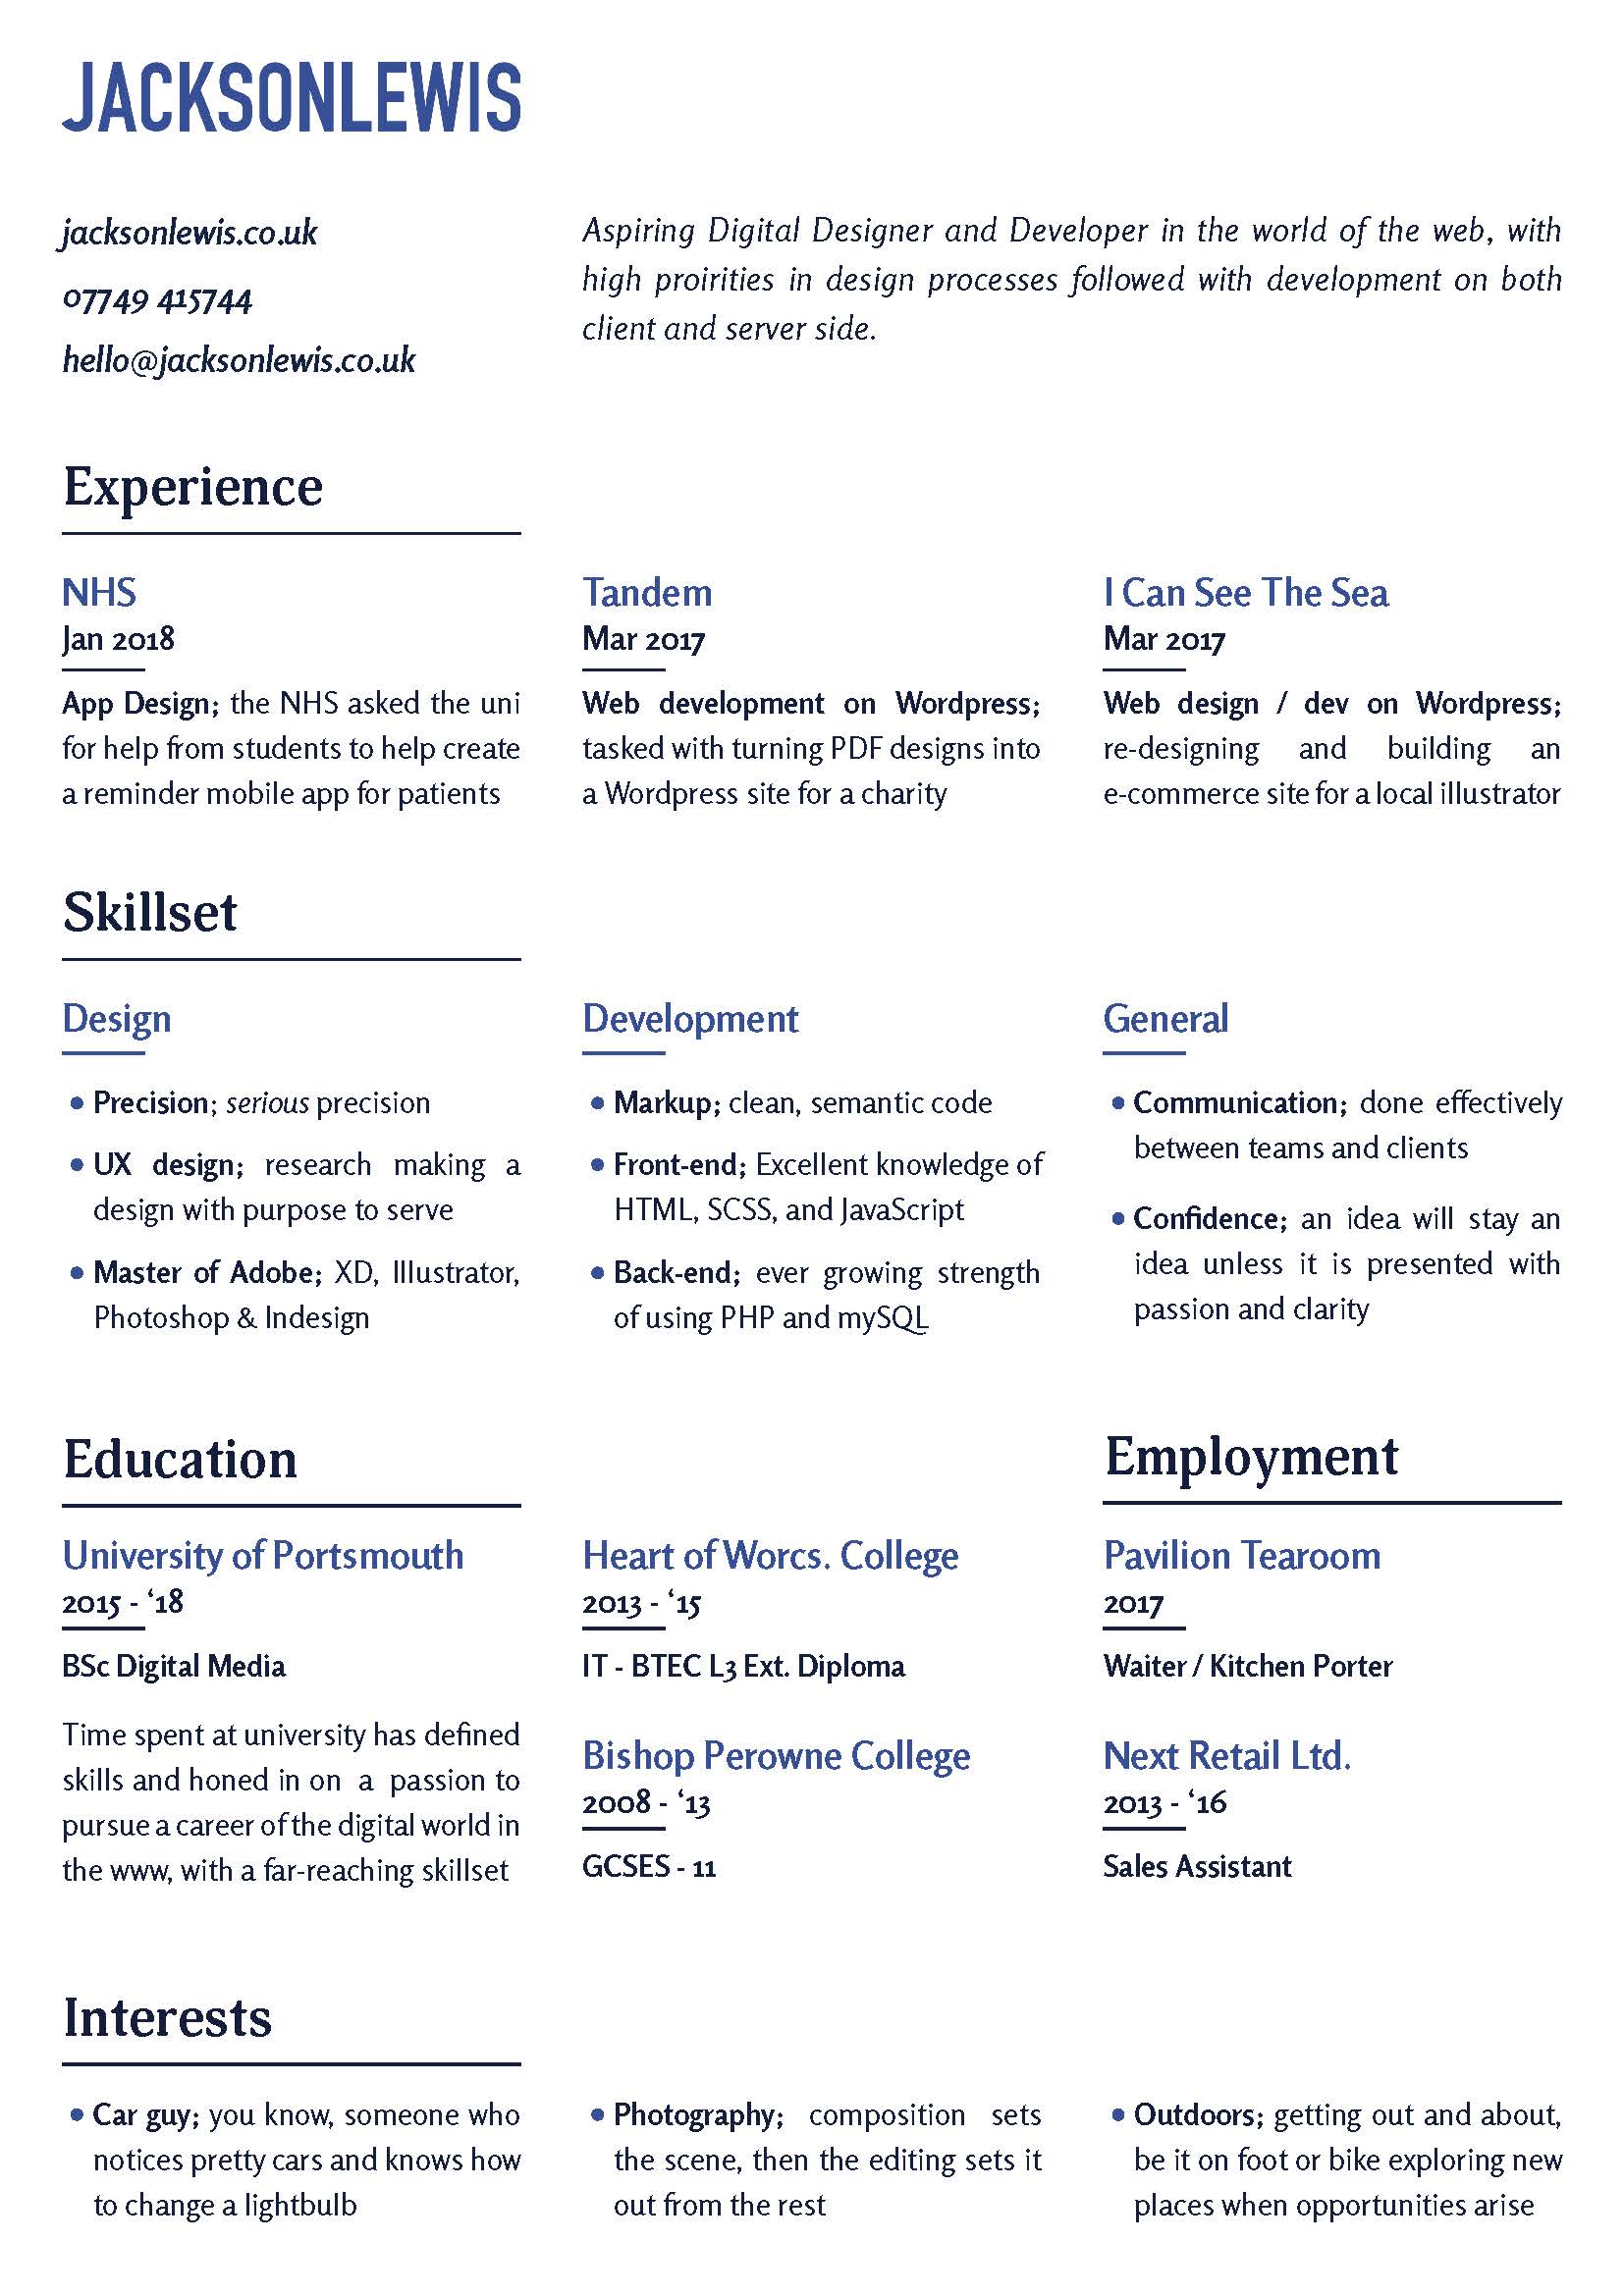 JACKSONLEWIS
jacksonlewis.co.uk
07749 415744
hello@jacksonlewis.co.uk
Aspiring Digital Designer and Developer in the world of the web, with
high proirities in design processes followed with development on both
client and server side.
Experience
NHS
Jan 2018
App Design; the NHS asked the uni
for help from students to help create
a reminder mobile app for patients
Tandem
Mar 2017
Web development on Wordpress;
tasked with turning PDF designs into
a Wordpress site for a charity
I Can See The Sea
Mar 2017
Web design / dev on Wordpress;
re-designing and building an
e-commerce site for a local illustrator
Skillset
Design
• Precision; serious precision
• UX design; research making a
design with purpose to serve
• Master of Adobe; XD, Illustrator,
Photoshop & Indesign
Development
• Markup; clean, semantic code
• Front-end; Excellent knowledge of
HTML, SCSS, and JavaScript
• Back-end; ever growing strength
of using PHP and mySQL
General
• Communication; done effectively
between teams and clients
• Confidence; an idea will stay an
idea unless it is presented with
passion and clarity
Education
University of Portsmouth
2015 - ‘18
BSc Digital Media
Time spent at university has defined
skills and honed in on a passion to
pursue a career of the digital world in
the www, with a far-reaching skillset
Heart of Worcs. College
2013 - ‘15
IT - BTEC L3 Ext. Diploma
Bishop Perowne College
2008 - ‘13
GCSES - 11
Employment
Pavilion Tearoom
2017
Waiter / Kitchen Porter
Next Retail Ltd.
2013 - ‘16
Sales Assistant
Interests
• Car guy; you know, someone who
notices pretty cars and knows how
to change a lightbulb
• Photography; composition sets
the scene, then the editing sets it
out from the rest
• Outdoors; getting out and about,
be it on foot or bike exploring new
places when opportunities arise